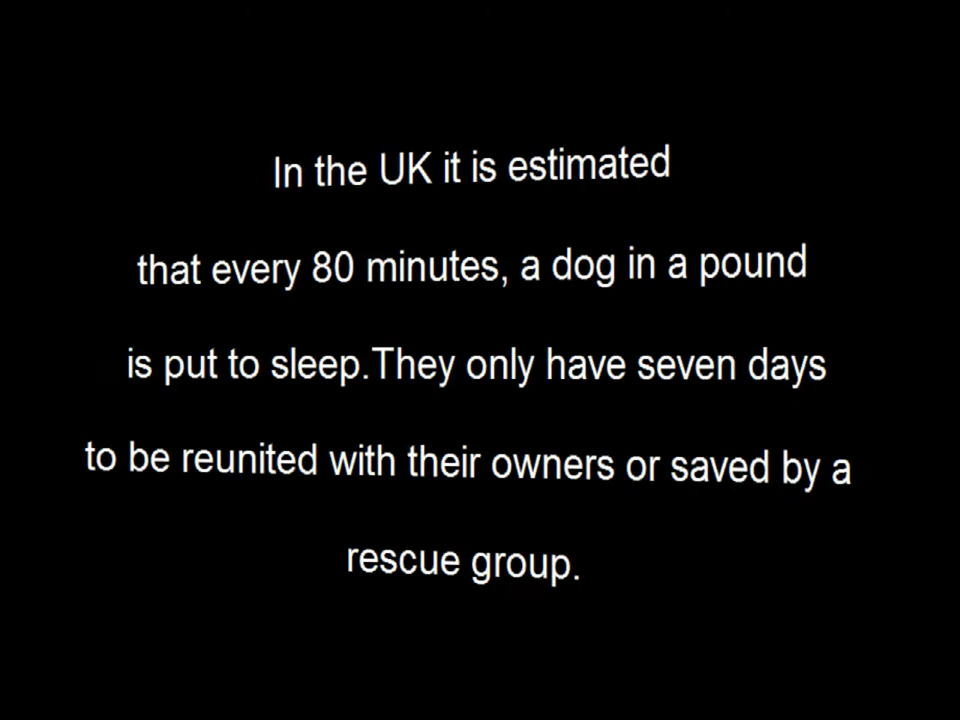 In the UK it is estimated
that every 80 minutes, a dog in a pound
is put to sleep.They only have seven days
to be reunited with their owners or saved by a
rescue group.